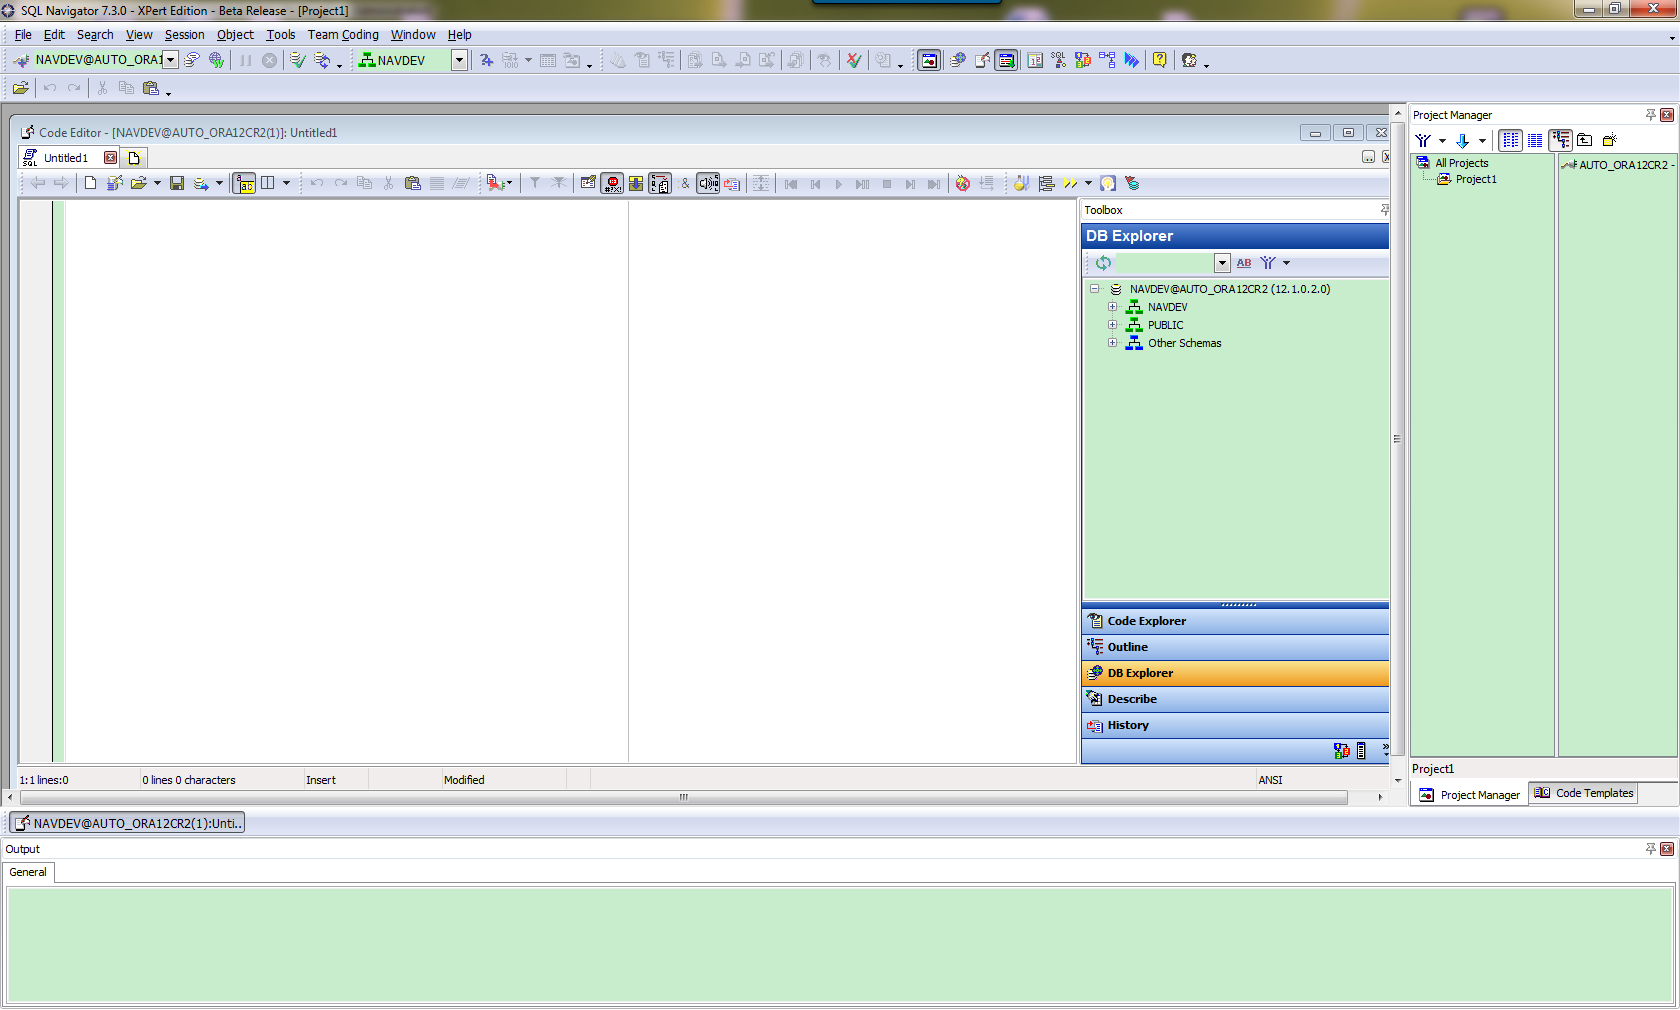 SQL Navigator 7.3.0 - XPert Edition - Beta Release - [Project1]
File Edit Search View Session Object Tools Team Coding Window Help
NAVDEV@AUTO_ORA1 NAVDEV
Code Editor - [NAVDEV@AUTO_ORA12CR2(1)]: Untitled1
Untitled1
Toolbox
DB Explorer
AB
NAVDEV@AUTO_ORA12CR2 (12.1.0.2.0)
NAVDEV
PUBLIC
Other Schemas
Code Explorer
Outline
DB Explorer
Describe
History
1:1 lines:0 0 lines 0 characters Insert Modified ANSI
Project Manager
All Projects
Project1
AUTO_ORA12CR2 -
Project1
Project Manager Code Templates
NAVDEV@AUTO_ORA12CR2(1):Unti..
Output
General